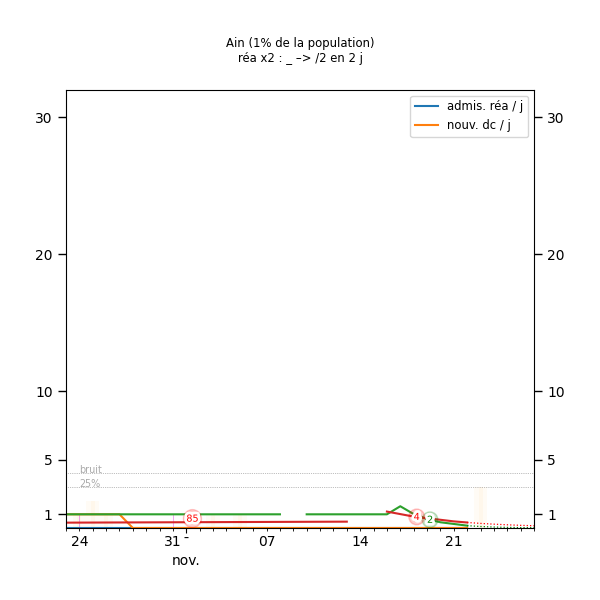 Ain (1% de la population)
réa x2 : _ –> /2 en 2 j
admis. réa / j
nouv. dc / j
30 30
20 20
10 10
5 5
bruit
25%
1 1
85 4 2
24 31 - 07 14 21
nov.